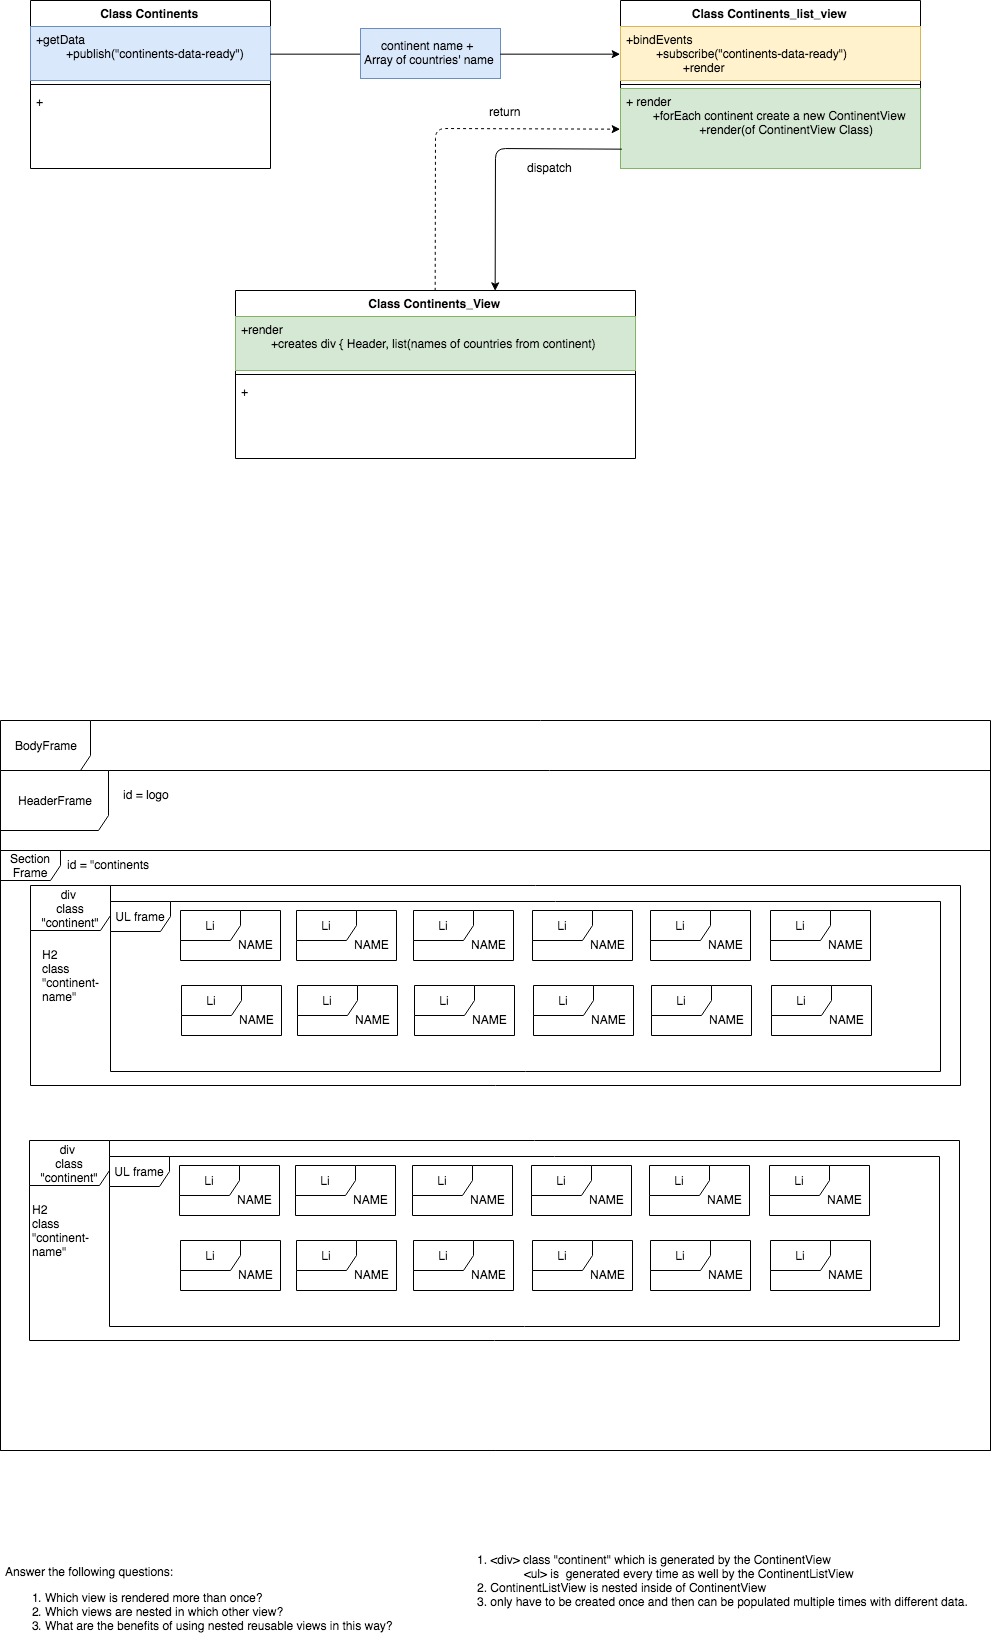 Class Continents
+getData
+publish("continents-data-ready")
+
continent name +
Array of countries' name
Class Continents_list_view
+bindEvents
+subscribe("continents-data-ready")
+render
+ render
+forEach continent create a new ContinentView
+render(of ContinentView Class)
return
dispatch
Class Continents_View
+render
+creates div { Header, list(names of countries from continent)
+
BodyFrame
HeaderFrame
id = logo
Section
Frame
id = "continents
div
class
"continent"
H2
class
"continent-
name"
UL frame
Li
NAME
Li
NAME
Li
NAME
Li
NAME
Li
NAME
Li
NAME
Li
NAME
Li
NAME
Li
NAME
Li
NAME
Li
NAME
Li
NAME
div
class
"continent"
H2
class
"continent-
name"
UL frame
Li
NAME
Li
NAME
Li
NAME
Li
NAME
Li
NAME
Li
NAME
Li
NAME
Li
NAME
Li
NAME
Li
NAME
Li
NAME
Li
NAME
Answer the following questions:
1. Which view is rendered more than once?
2. Which views are nested in which other view?
3. What are the benefits of using nested reusable views in this way?
1. <div> class "continent" which is generated by the ContinentView
<ul> is generated every time as well by the ContinentListView
2. ContinentListView is nested inside of ContinentView
3. only have to be created once and then can be populated multiple times with different data.